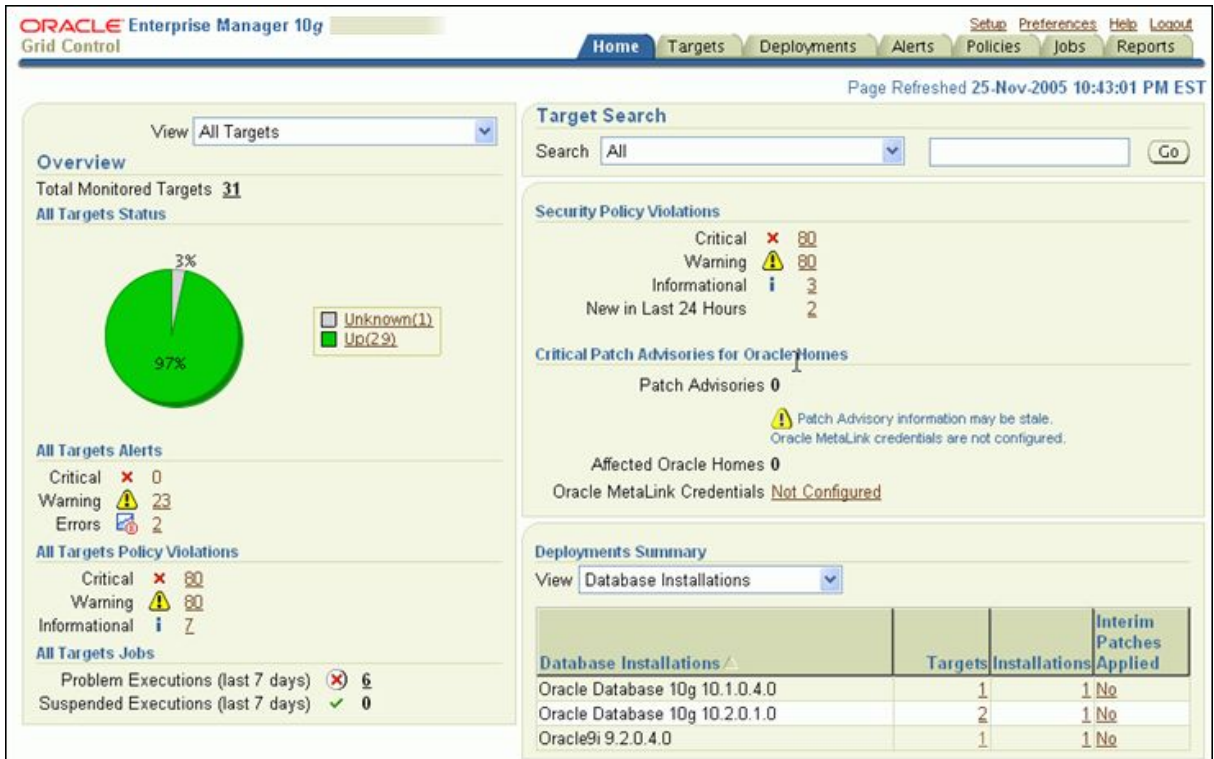 ORACLE Enterprise Manager 10g
Grid Control
Setup Preferences Help Logout
Home Targets Deployments Alerts Policies Jobs Reports
Page Refreshed 25-Nov-2005 10:43:01 PM EST
View All Targets
Overview
Total Monitored Targets 31
All Targets Status
3%
97%
Unknown(1)
Up(29)
All Targets Alerts
Critical 0
Warning 23
Errors 2
All Targets Policy Violations
Critical 80
Warning 80
Informational i 7
All Targets Jobs
Problem Executions (last 7 days) 6
Suspended Executions (last 7 days) 0
Target Search
Search All Go
Security Policy Violations
Critical 80
Warning 80
Informational i 3
New in Last 24 Hours 2
Critical Patch Advisories for Oracle Homes
Patch Advisories 0
Patch Advisory information may be stale.
Oracle MetaLink credentials are not configured.
Affected Oracle Homes 0
Oracle MetaLink Credentials Not Configured
Deployments Summary
View Database Installations
Database Installations Targets Installations Interim Patches Applied
Oracle Database 10g 10.1.0.4.0 1 1 No
Oracle Database 10g 10.2.0.1.0 2 1 No
Oracle9i 9.2.0.4.0 1 1 No